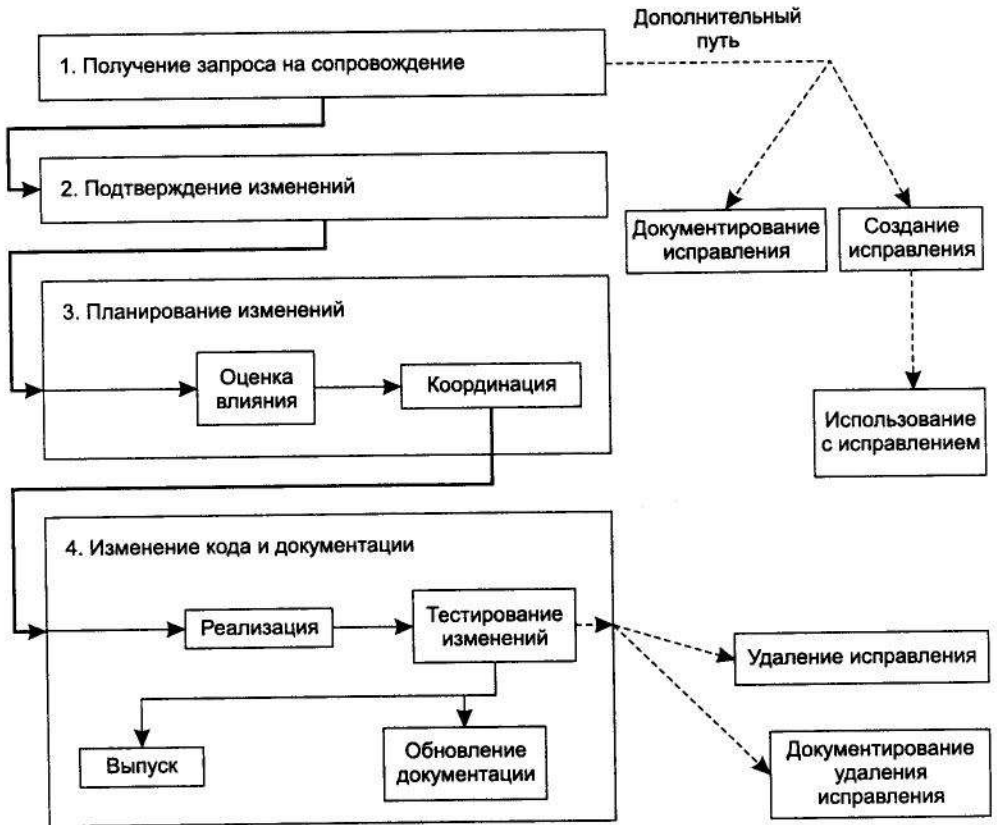 Дополнительный
путь
1. Получение запроса на сопровождение
2. Подтверждение изменений
Документирование
исправления
Создание
исправления
3. Планирование изменений
Оценка
влияния
Координация
Использование
с исправлением
4. Изменение кода и документации
Реализация
Тестирование
изменений
Удаление исправления
Выпуск
Обновление
документации
Документирование
удаления
исправления